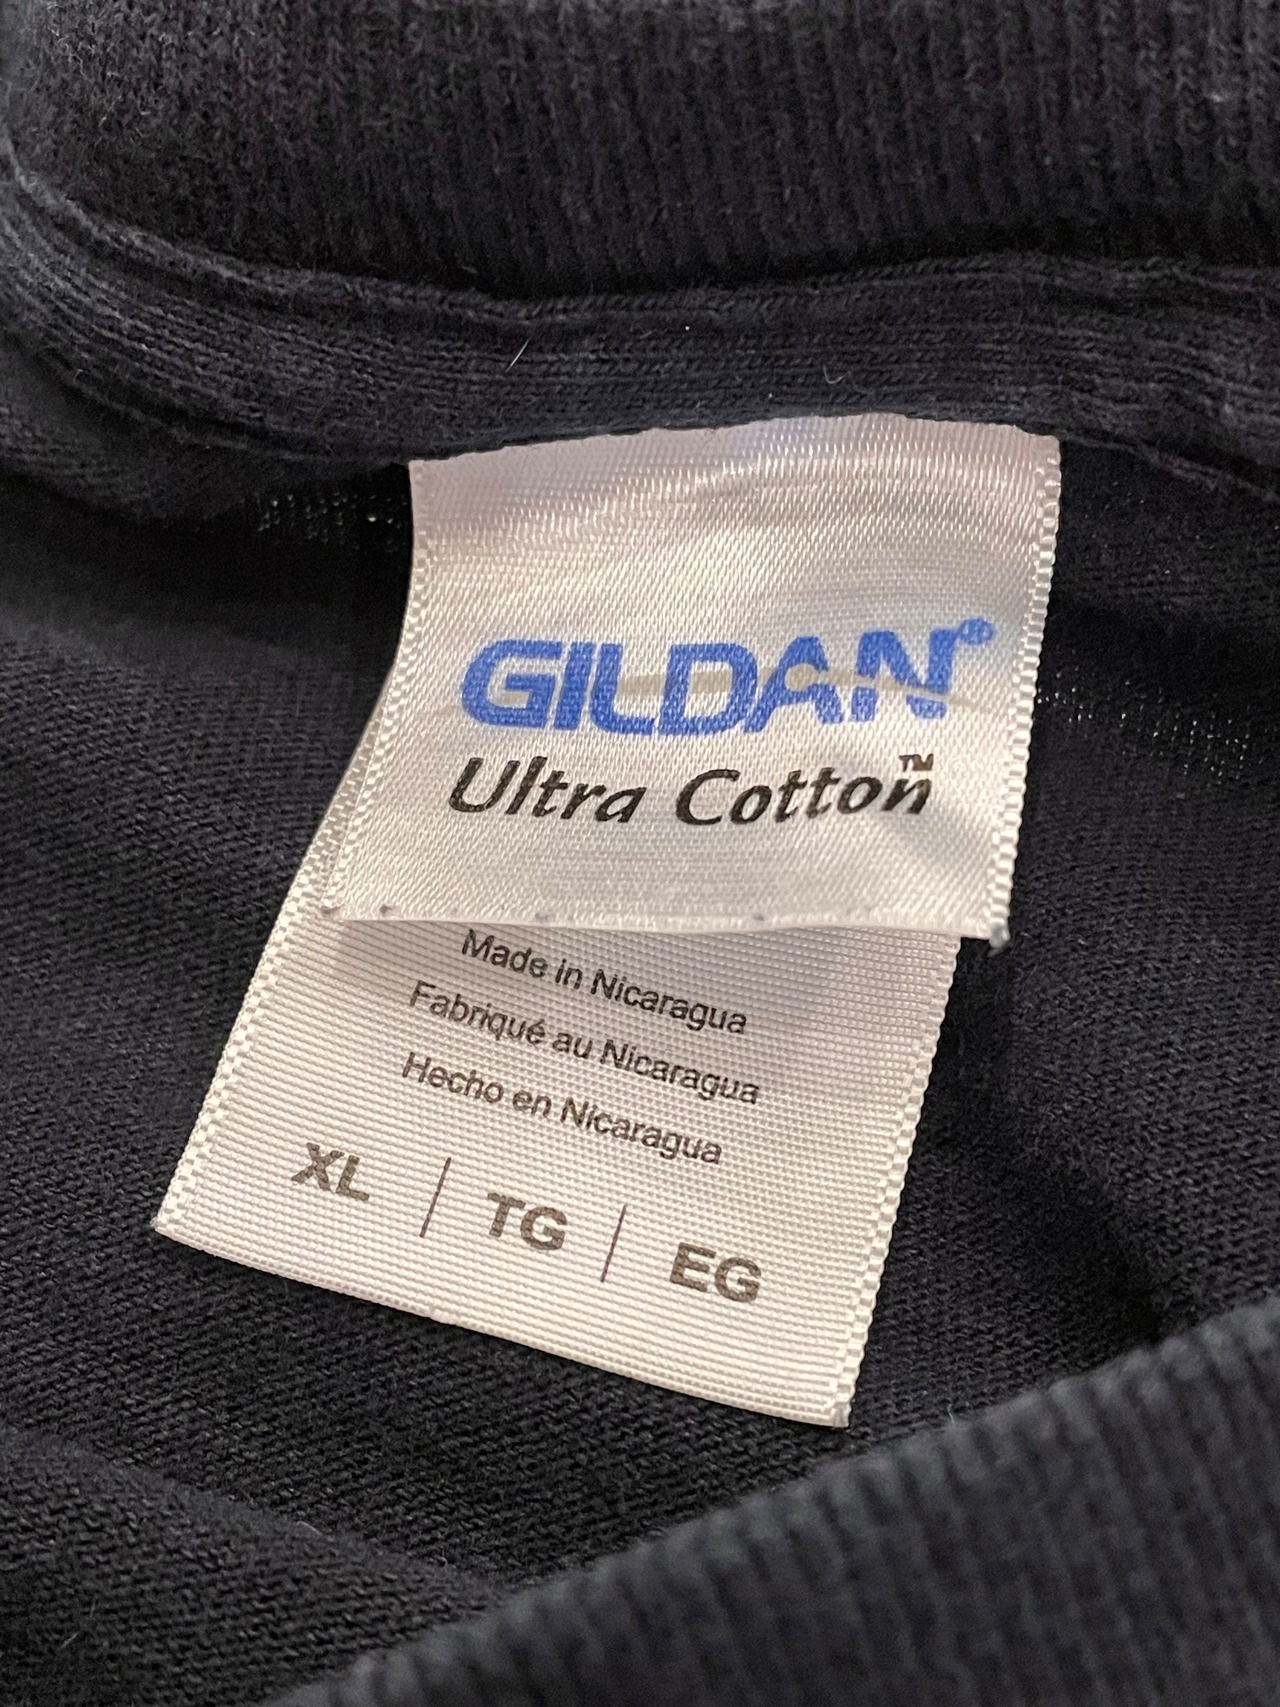 GILDAN®
Ultra Cotton™
Made in Nicaragua
Fabriqué au Nicaragua
Hecho en Nicaragua
XL | TG | EG